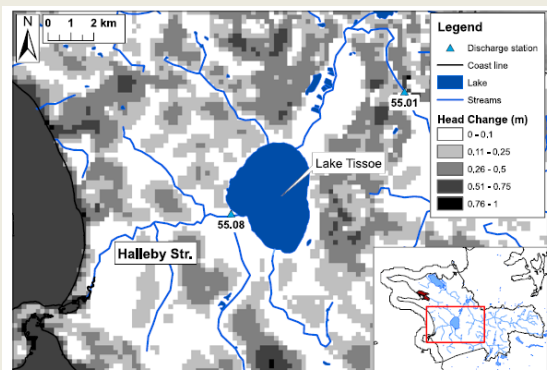 N
0 1 2 km
Legend
Discharge station
Coast line
Lake
Streams
Head Change (m)
0 - 0.1
0,11 - 0,25
0,26 - 0,5
0.51 - 0.75
0.76 - 1
55.01
Lake Tissoe
55.08
Halleby Str.